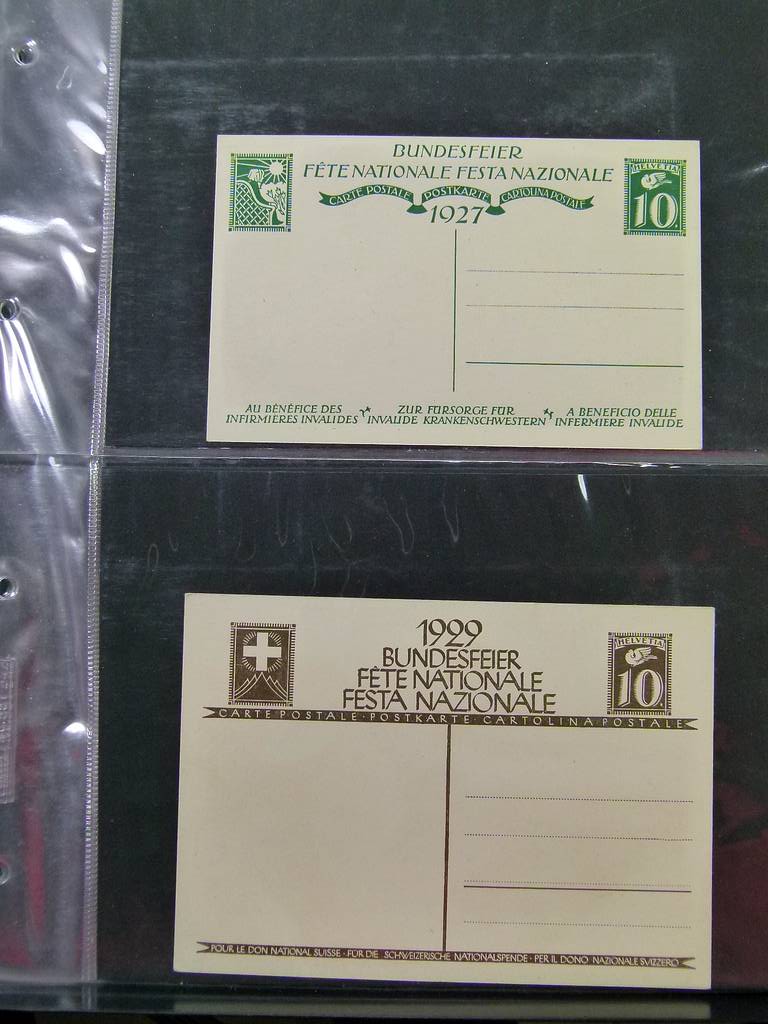 BUNDESFEIER
FÊTE NATIONALE FESTA NAZIONALE
CARTE POSTALE POSTKARTE CARTOLINA POSTALE
1927
HELVETIA
10
AU BÉNÉFICE DES
INFIRMIÈRES INVALIDES
ZUR FÜRSORGE FÜR
INVALIDE KRANKENSCHWESTERN
A BENEFICIO DELLE
INFERMIERE INVALIDE
1929
BUNDESFEIER
FÊTE NATIONALE
FESTA NAZIONALE
HELVETIA
10
CARTE POSTALE · POSTKARTE · CARTOLINA POSTALE
POUR LE DON NATIONAL SUISSE · FÜR DIE SCHWEIZERISCHE NATIONALSPENDE · PER IL DONO NAZIONALE SVIZZERO